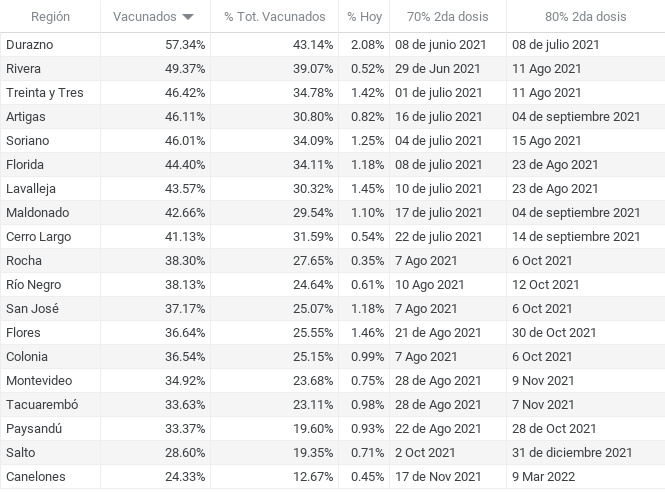 Región Vacunados % Tot. Vacunados % Hoy 70% 2da dosis 80% 2da dosis
Durazno 57.34% 43.14% 2.08% 08 de junio 2021 08 de julio 2021
Rivera 49.37% 39.07% 0.52% 29 de Jun 2021 11 Ago 2021
Treinta y Tres 46.42% 34.78% 1.42% 01 de julio 2021 11 Ago 2021
Artigas 46.11% 30.80% 0.82% 16 de julio 2021 04 de septiembre 2021
Soriano 46.01% 34.09% 1.25% 04 de julio 2021 15 Ago 2021
Florida 44.40% 34.11% 1.18% 08 de julio 2021 23 de Ago 2021
Lavalleja 43.57% 30.32% 1.45% 10 de julio 2021 23 de Ago 2021
Maldonado 42.66% 29.54% 1.10% 17 de julio 2021 04 de septiembre 2021
Cerro Largo 41.13% 31.59% 0.54% 22 de julio 2021 14 de septiembre 2021
Rocha 38.30% 27.65% 0.35% 7 Ago 2021 6 Oct 2021
Río Negro 38.13% 24.64% 0.61% 10 Ago 2021 12 Oct 2021
San José 37.17% 25.07% 1.18% 7 Ago 2021 6 Oct 2021
Flores 36.64% 25.55% 1.46% 21 de Ago 2021 30 de Oct 2021
Colonia 36.54% 25.15% 0.99% 7 Ago 2021 6 Oct 2021
Montevideo 34.92% 23.68% 0.75% 28 de Ago 2021 9 Nov 2021
Tacuarembó 33.63% 23.11% 0.98% 28 de Ago 2021 7 Nov 2021
Paysandú 33.37% 19.60% 0.93% 22 de Ago 2021 28 de Oct 2021
Salto 28.60% 19.35% 0.71% 2 Oct 2021 31 de diciembre 2021
Canelones 24.33% 12.67% 0.45% 17 de Nov 2021 9 Mar 2022